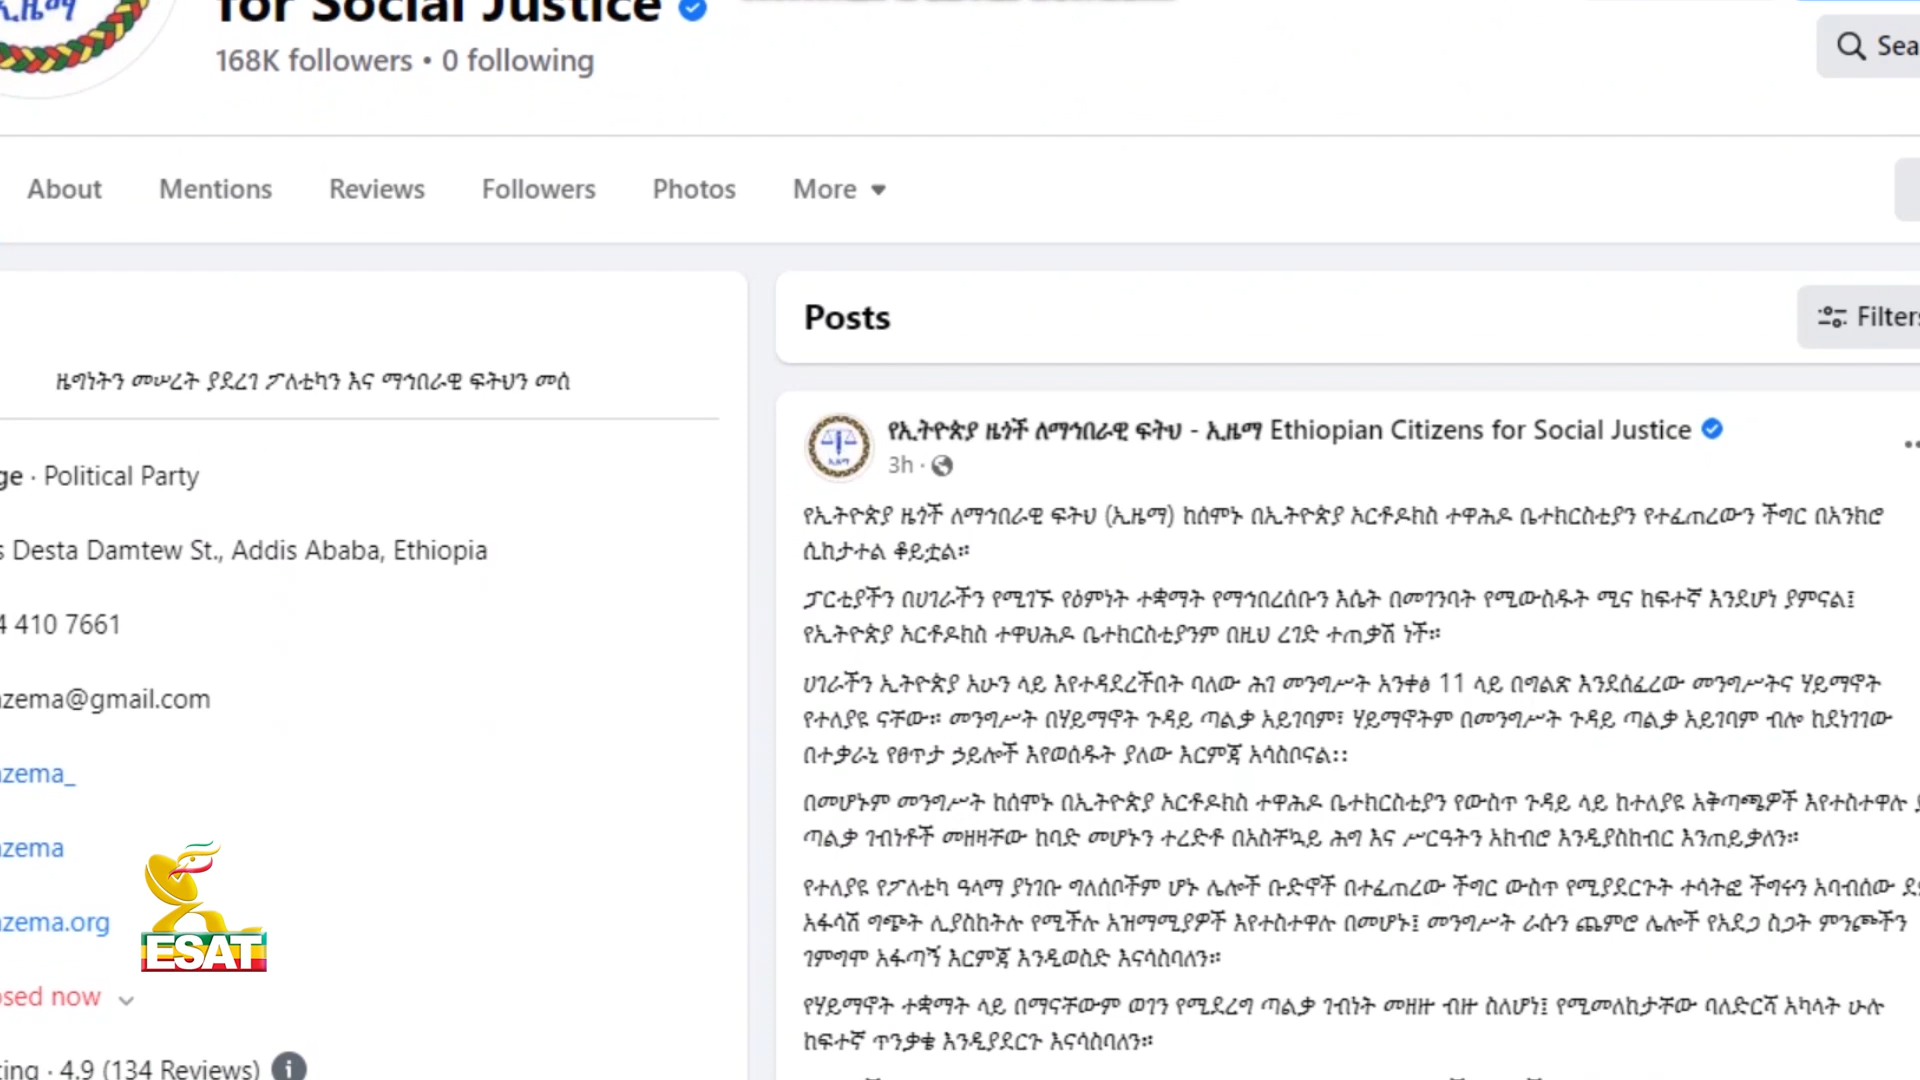 ኢዜማ
for Social Justice
168K followers • 0 following
Sea
About Mentions Reviews Followers Photos More
Posts
Filters
ዜግነትን መሠረት ያደረገ ፖለቲካን እና ማኅበራዊ ፍትህን መሰ
ge · Political Party
s Desta Damtew St., Addis Ababa, Ethiopia
4 410 7661
zema@gmail.com
zema_
zema
zema.org
ESAT
sed now
ing · 4.9 (134 Reviews)
የኢትዮጵያ ዜጎች ለማኅበራዊ ፍትህ - ኢዜማ Ethiopian Citizens for Social Justice
3h ·
የኢትዮጵያ ዜጎች ለማኅበራዊ ፍትህ (ኢዜማ) ከሰሞኑ በኢትዮጵያ ኦርቶዶክስ ተዋሕዶ ቤተክርስቲያን የተፈጠረውን ችግር በአንክሮ
ሲከታተል ቆይቷል።
ፓርቲያችን በሀገራችን የሚገኙ የዕምነት ተቋማት የማኅበረሰቡን እሴት በመገንባት የሚውስዱት ሚና ከፍተኛ እንደሆነ ያምናል፤
የኢትዮጵያ ኦርቶዶክስ ተዋህሕዶ ቤተክርስቲያንም በዚህ ረገድ ተጠቃሽ ነች።
ሀገራችን ኢትዮጵያ አሁን ላይ እየተዳደረችበት ባለው ሕገ መንግሥት አንቀፅ 11 ላይ በግልጽ እንደሰፈረው መንግሥትና ሃይማኖት
የተለያዩ ናቸው። መንግሥት በሃይማኖት ጉዳይ ጣልቃ አይገባም፣ ሃይማኖትም በመንግሥት ጉዳይ ጣልቃ አይገባም ብሎ ከደነገገው
በተቃራኒ የፀጥታ ኃይሎች እየወሰዱት ያለው እርምጃ አሳስቦናል፡፡
በመሆኑም መንግሥት ከሰሞኑ በኢትዮጵያ ኦርቶዶክስ ተዋሕዶ ቤተክርስቲያን የውስጥ ጉዳይ ላይ ከተለያዩ አቅጣጫዎች እየተስተዋሉ
ጣልቃ ገብነቶች መዘዛቸው ከባድ መሆኑን ተረድቶ በአስቸኳይ ሕግ እና ሥርዓትን አክብሮ እንዲያስከብር እንጠይቃለን።
የተለያዩ የፖለቲካ ዓላማ ያነገቡ ግለሰቦችም ሆኑ ሌሎች ቡድኖች በተፈጠረው ችግር ውስጥ የሚያደርጉት ተሳትፎ ችግሩን አባብሰው
አፋሳሽ ግጭት ሊያስከትሉ የሚችሉ አዝማሚያዎች እየተስተዋሉ በመሆኑ፤ መንግሥት ራሱን ጨምሮ ሌሎች የአደጋ ስጋት ምንጮችን
ገምግሞ አፋጣኝ እርምጃ እንዲወስድ እናሳስባለን።
የሃይማኖት ተቋማት ላይ በማናቸውም ወገን የሚደረግ ጣልቃ ገብነት መዘዙ ብዙ ስለሆነ፤ የሚመለከታቸው ባለድርሻ አካላት ሁሉ
ከፍተኛ ጥንቃቄ እንዲያደርጉ እናሳስባለን።